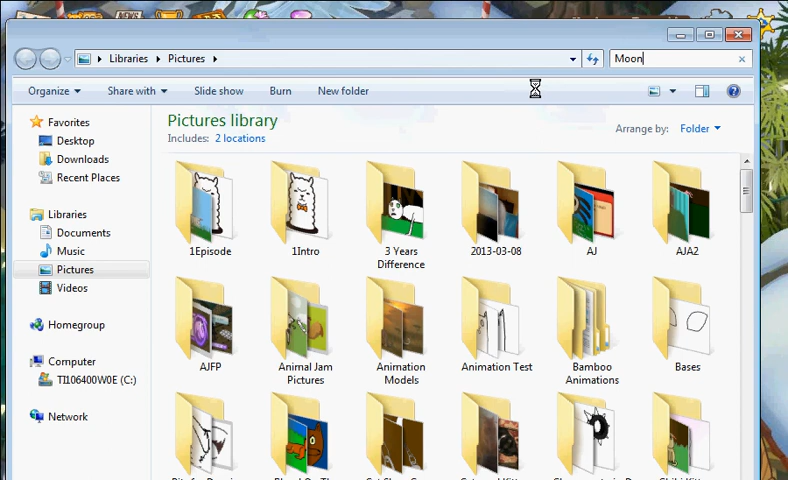 NEWS
Libraries
Pictures
Moon
Organize
Share with
Slide show
Burn
New folder
Favorites
Desktop
Downloads
Recent Places
Libraries
Documents
Music
Pictures
Videos
Homegroup
Computer
TI106400W0E (C:)
Network
Pictures library
Includes: 2 locations
Arrange by: Folder
1Episode
1Intro
3 Years
Difference
2013-03-08
AJ
AJA2
AJFP
Animal Jam
Pictures
Animation
Models
Animation Test
Bamboo
Animations
Bases